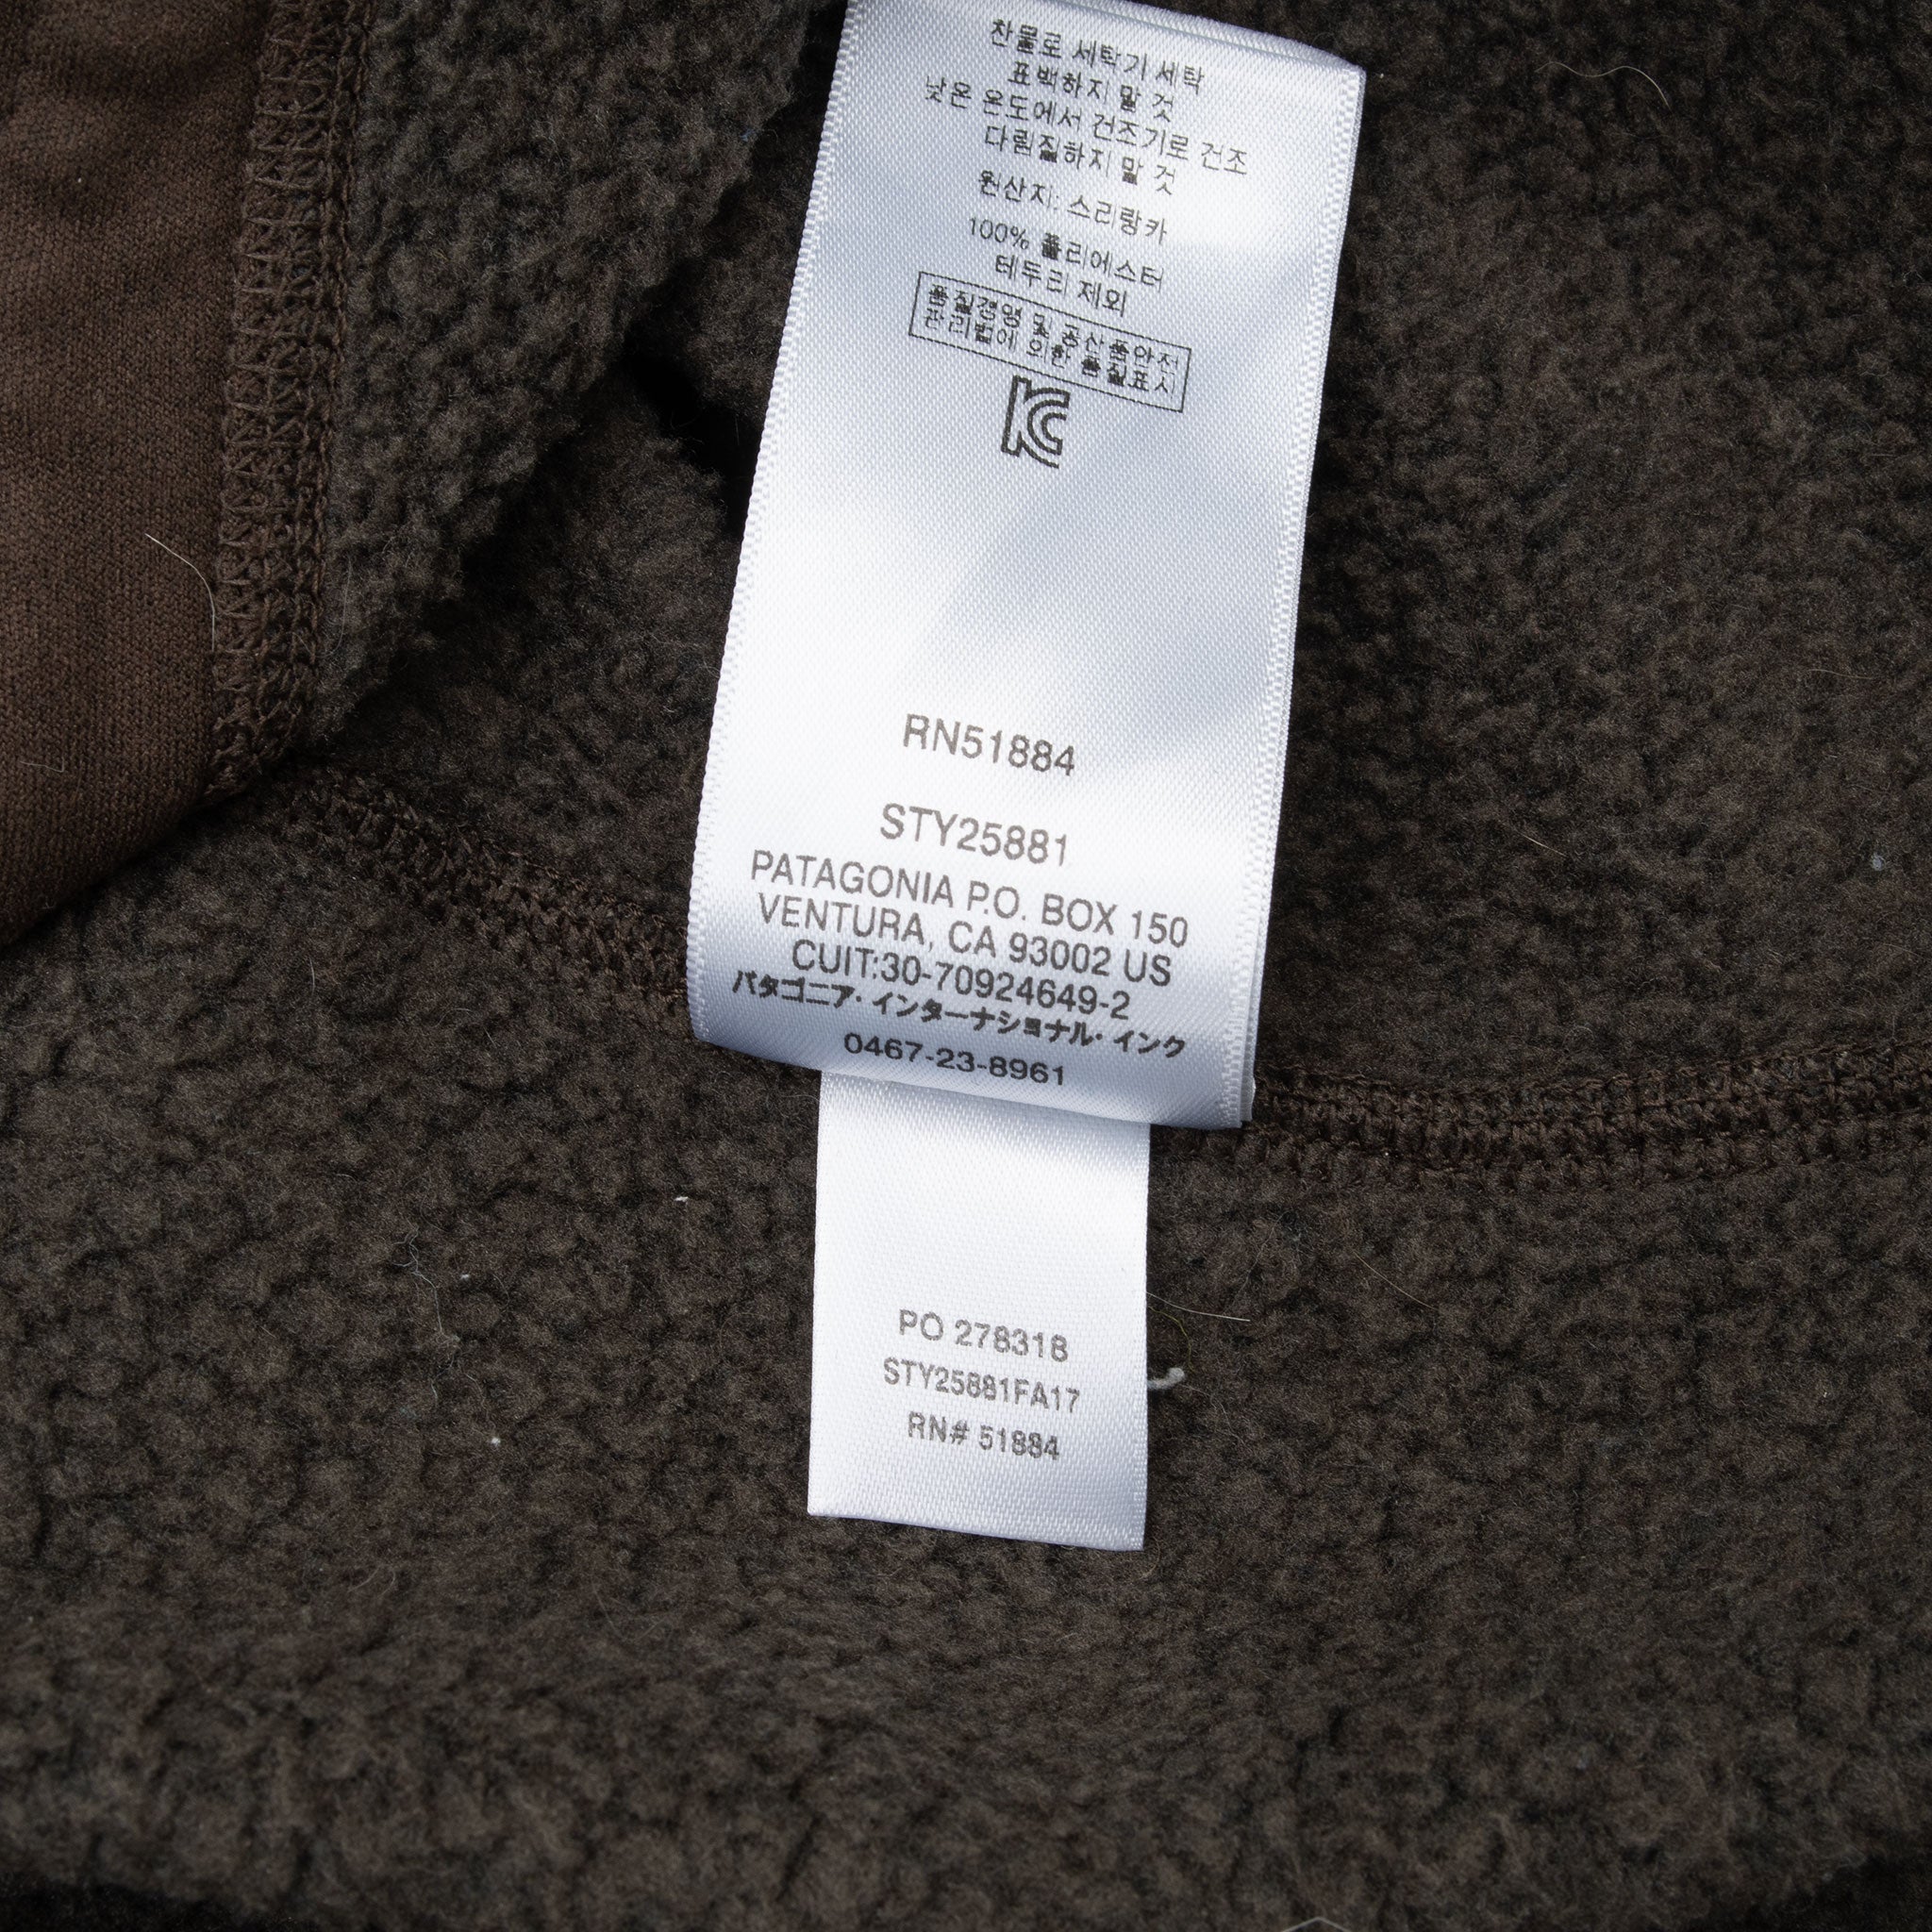 찬물로 세탁기 세탁
표백하지 말 것
낮은 온도에서 건조기로 건조
다림질하지 말 것
원산지: 스리랑카
100% 폴리에스터
테두리 제외
품질경영 및 공산품안전
관리법에 의한 품질표시
KC
RN51884
STY25881
PATAGONIA P.O. BOX 150
VENTURA, CA 93002 US
CUIT:30-70924649-2
パタゴニア・インターナショナル・インク
0467-23-8961
PO 278318
STY25881FA17
RN# 51884